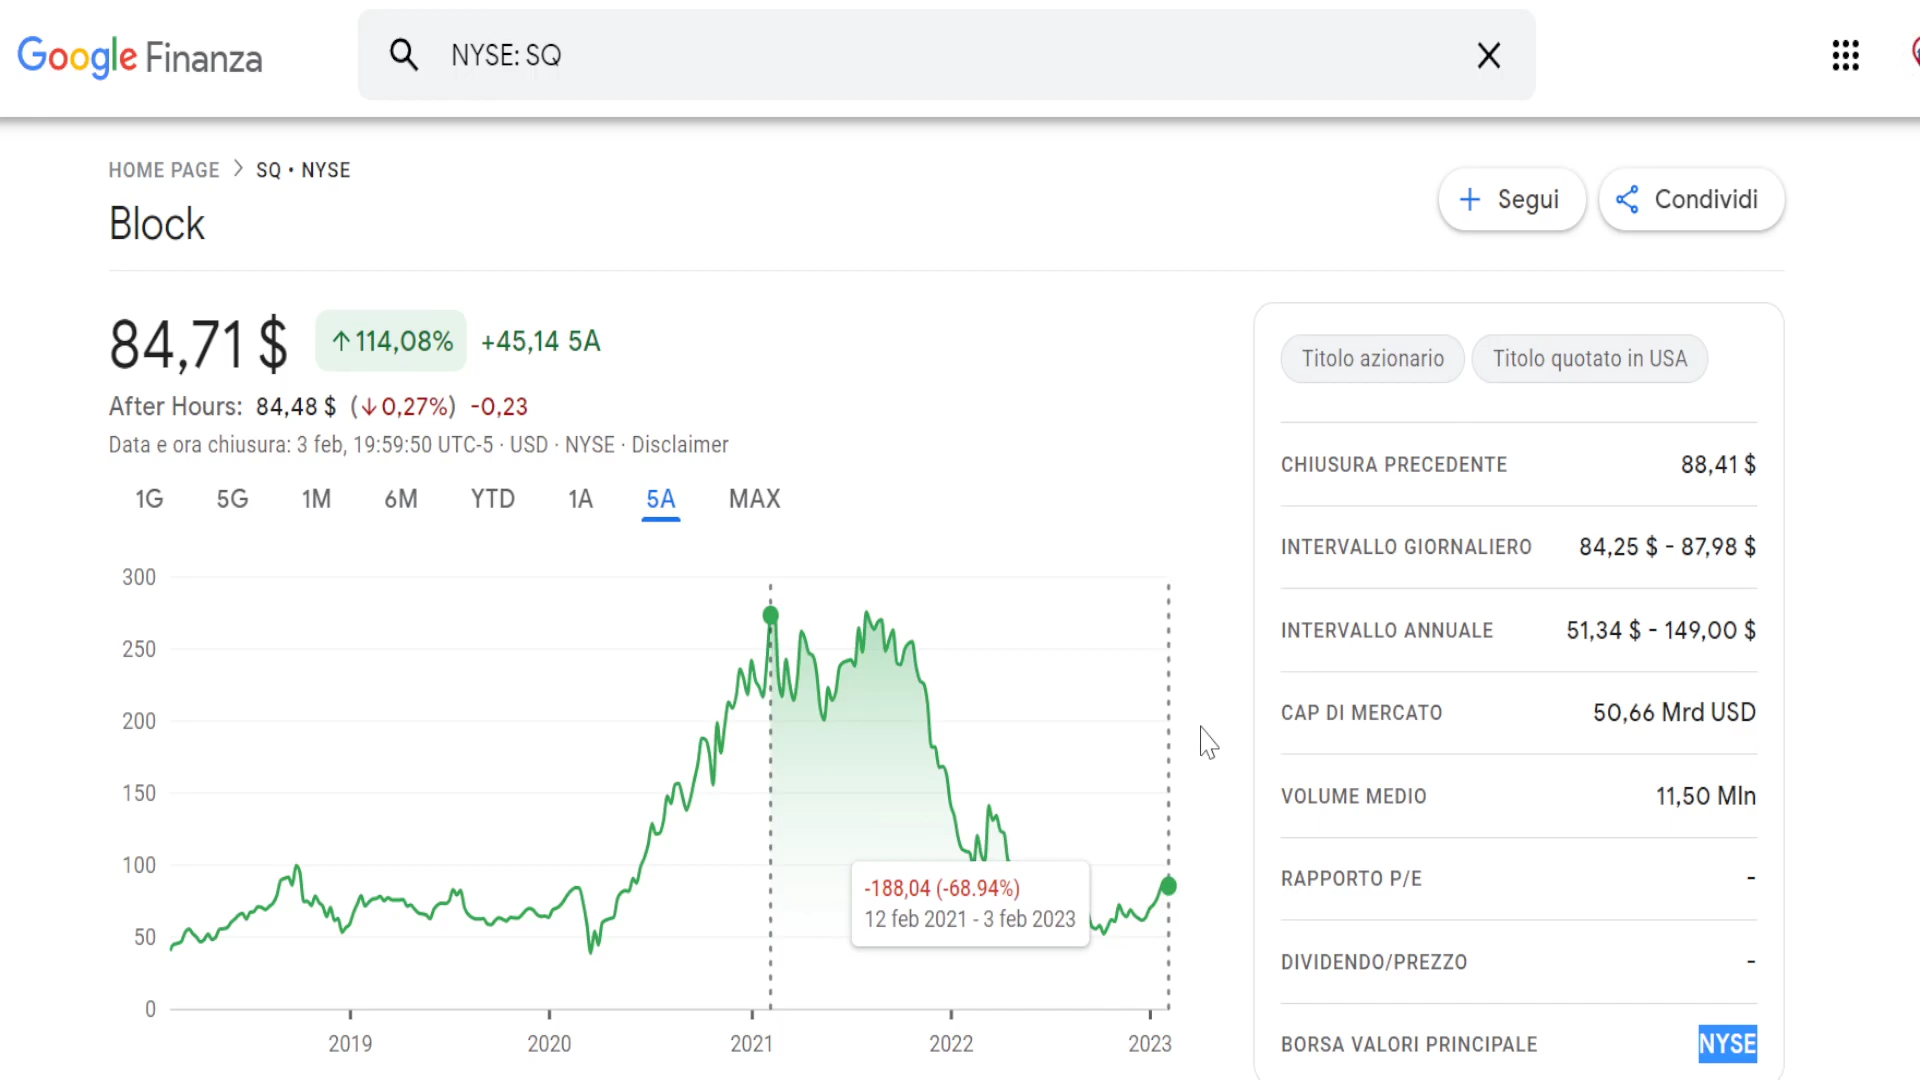 Google Finanza
NYSE: SQ
HOME PAGE > SQ • NYSE
Block
Segui
Condividi
84,71 $ ↑114,08% +45,14 5A
After Hours: 84,48 $ (↓0,27%) -0,23
Data e ora chiusura: 3 feb, 19:59:50 UTC-5 · USD · NYSE · Disclaimer
1G 5G 1M 6M YTD 1A 5A MAX
300
250
200
150
100
50
0
-188,04 (-68.94%)
12 feb 2021 - 3 feb 2023
2019 2020 2021 2022 2023
Titolo azionario Titolo quotato in USA
CHIUSURA PRECEDENTE 88,41 $
INTERVALLO GIORNALIERO 84,25 $ - 87,98 $
INTERVALLO ANNUALE 51,34 $ - 149,00 $
CAP DI MERCATO 50,66 Mrd USD
VOLUME MEDIO 11,50 Mln
RAPPORTO P/E -
DIVIDENDO/PREZZO -
BORSA VALORI PRINCIPALE NYSE